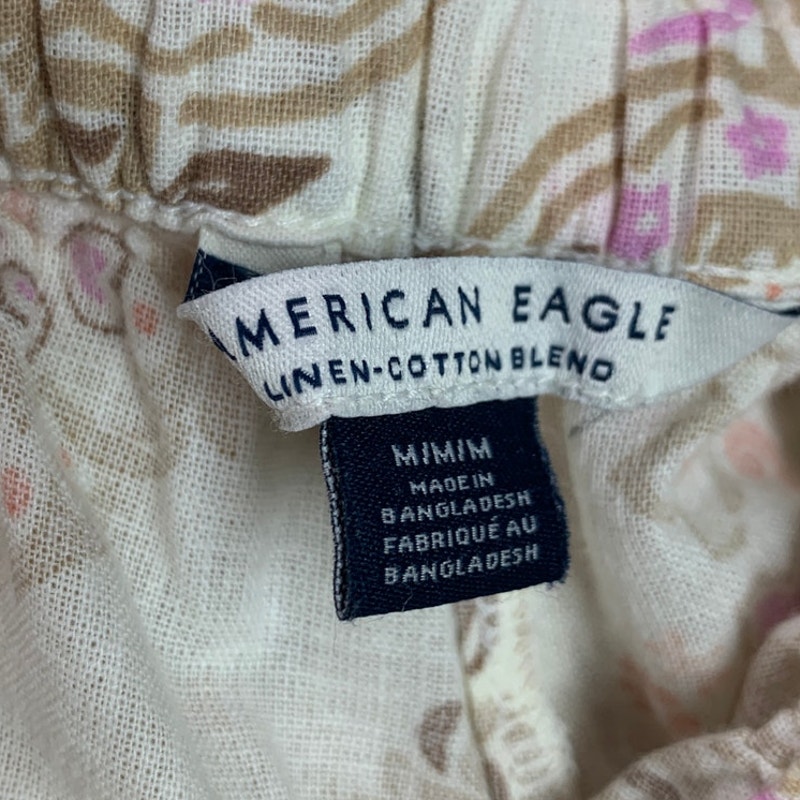 AMERICAN EAGLE
LINEN-COTTON BLEND
M/M/M
MADE IN
BANGLADESH
FABRIQUÉ AU
BANGLADESH